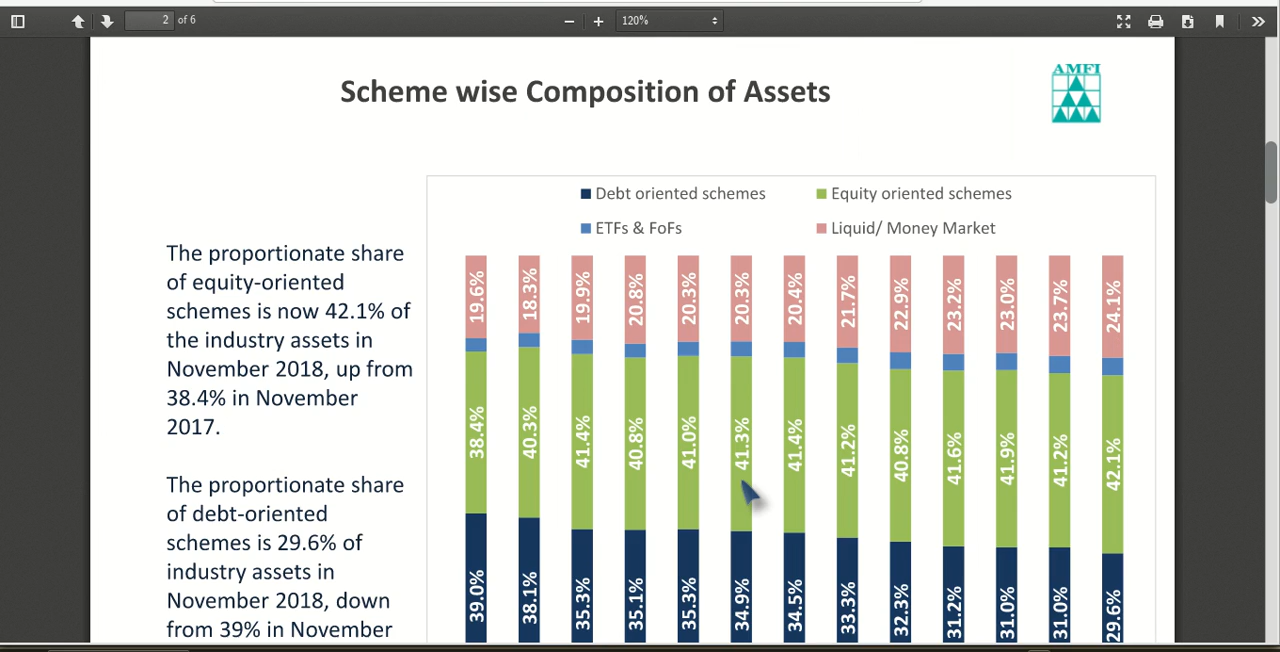 2 of 6
120%
Scheme wise Composition of Assets
AMFI
Debt oriented schemes
Equity oriented schemes
ETFs & FoFs
Liquid/ Money Market
The proportionate share
of equity-oriented
schemes is now 42.1% of
the industry assets in
November 2018, up from
38.4% in November
2017.
The proportionate share
of debt-oriented
schemes is 29.6% of
industry assets in
November 2018, down
from 39% in November
19.6% 18.3% 19.9% 20.8% 20.3% 20.3% 20.4% 21.7% 22.9% 23.2% 23.0% 23.7% 24.1%
38.4% 40.3% 41.4% 40.8% 41.0% 41.3% 41.4% 41.2% 40.8% 41.6% 41.9% 41.2% 42.1%
39.0% 38.1% 35.3% 35.1% 35.3% 34.9% 34.5% 33.3% 32.3% 31.2% 31.0% 31.0% 29.6%